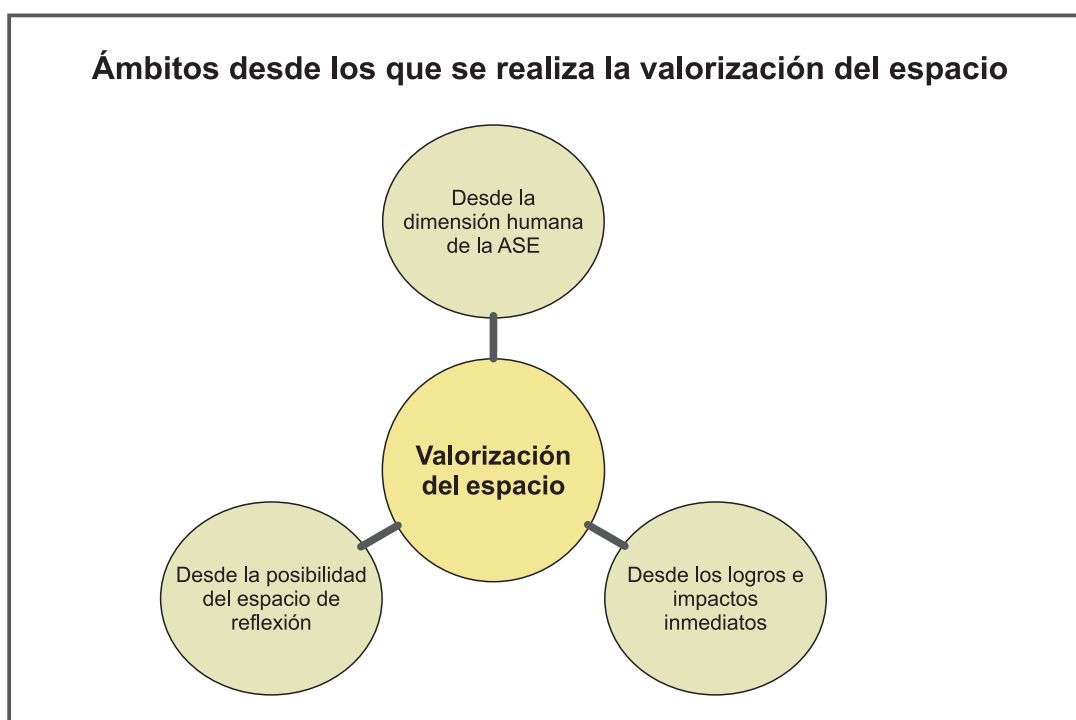 Ámbitos desde los que se realiza la valorización del espacio
Desde la
dimensión humana
de la ASE
Valorización
del espacio
Desde la posibilidad
del espacio de
reflexión
Desde los logros e
impactos
inmediatos